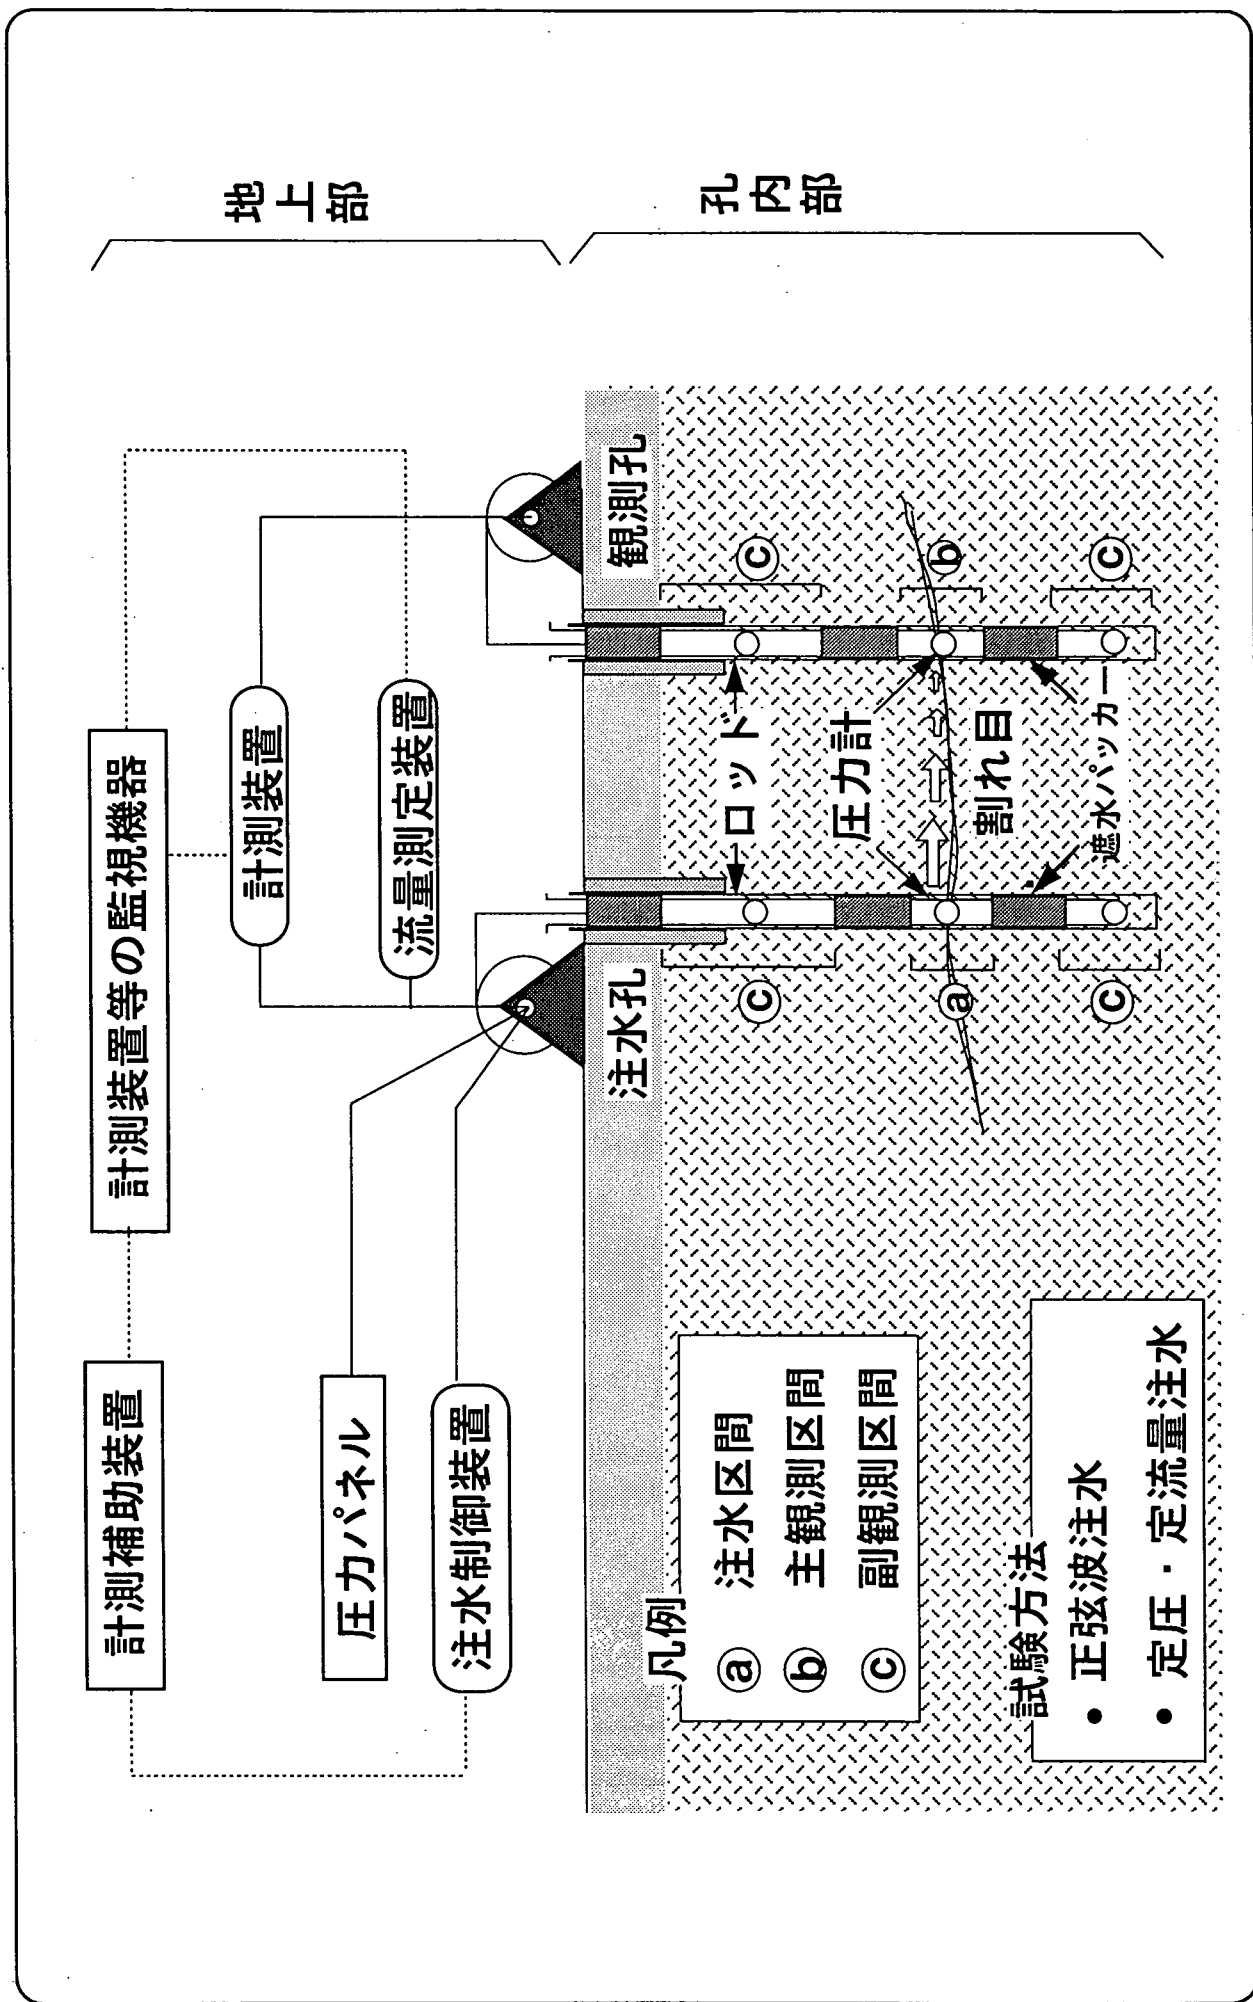 計測補助装置
計測装置等の監視機器
計測装置
圧力パネル
流量測定装置
注水制御装置
地上部
注水孔
観測孔
孔内部
凡例
ⓐ 注水区間
ⓑ 主観測区間
ⓒ 副観測区間
ⓒ
ロッド
ⓒ
圧力計
ⓐ
ⓑ
割れ目
ⓒ
遮水パッカー
ⓒ
試験方法
• 正弦波注水
• 定圧・定流量注水